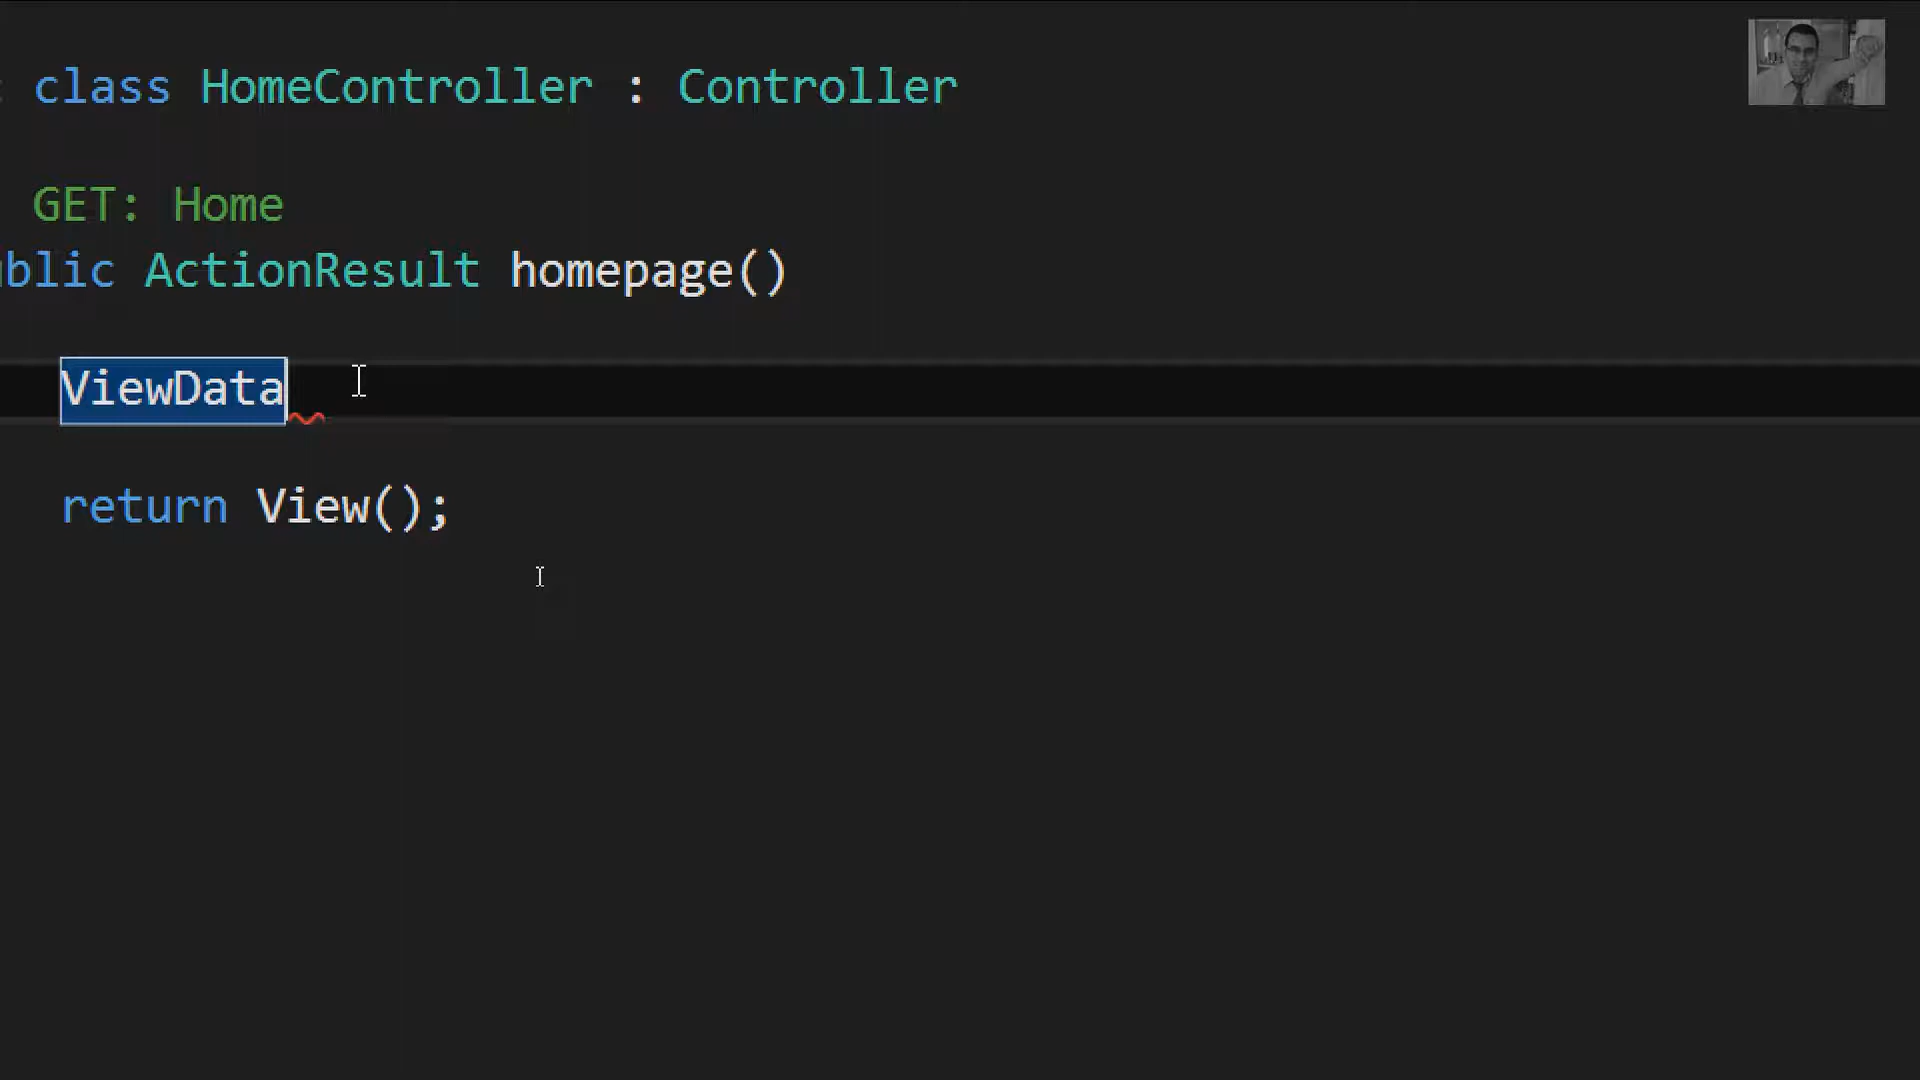 class HomeController : Controller
GET: Home
blic ActionResult homepage()
ViewData
return View();